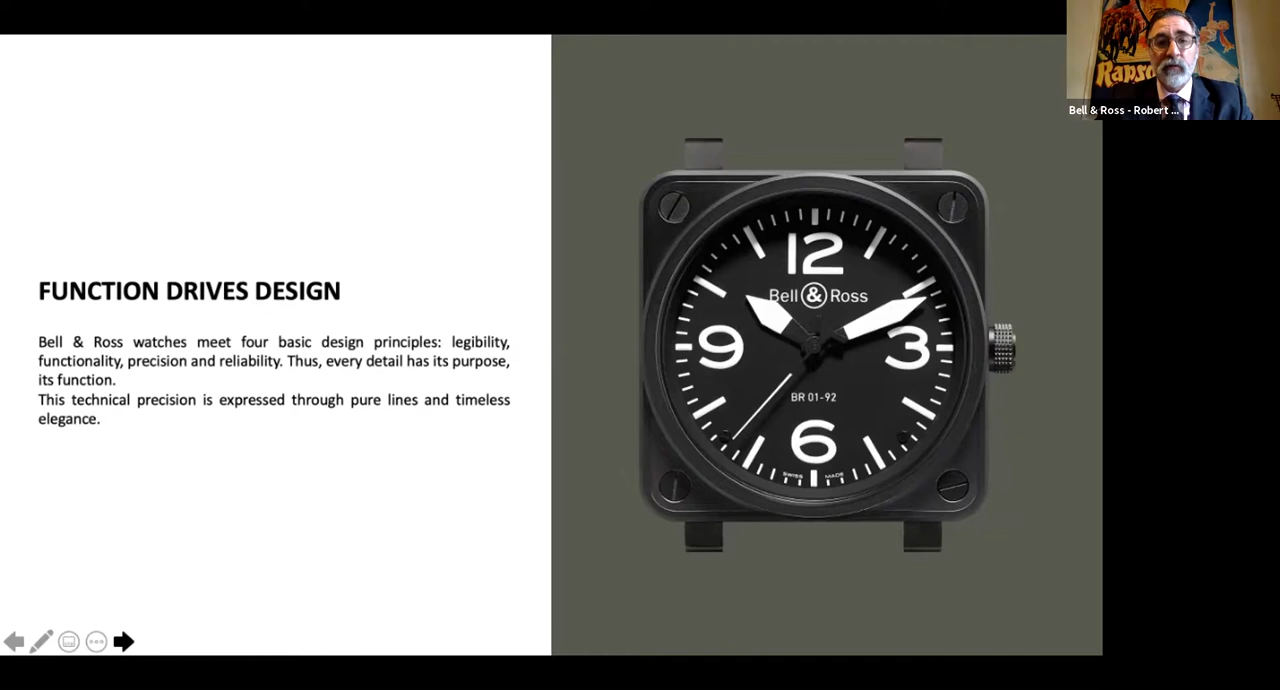 FUNCTION DRIVES DESIGN
Bell & Ross watches meet four basic design principles: legibility,
functionality, precision and reliability. Thus, every detail has its purpose,
its function.
This technical precision is expressed through pure lines and timeless
elegance.
12
Bell & Ross
9
3
BR 01-92
6
SWISS MADE
Bell & Ross - Robert ...